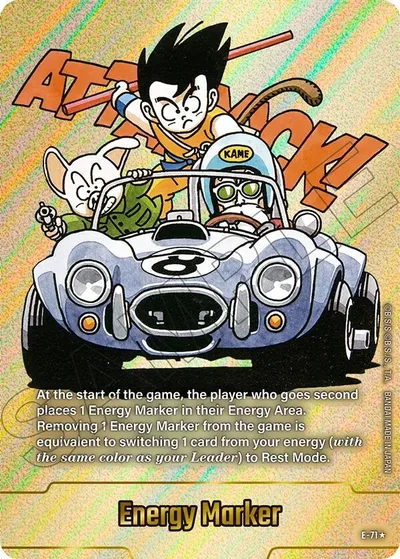 ATTA CK!
KAME
8
At the start of the game, the player who goes second
places 1 Energy Marker in their Energy Area.
Removing 1 Energy Marker from the game is
equivalent to switching 1 card from your energy (with
the same color as your Leader) to Rest Mode.
Energy Marker
E-71★
BANDAI MADE IN JAPAN